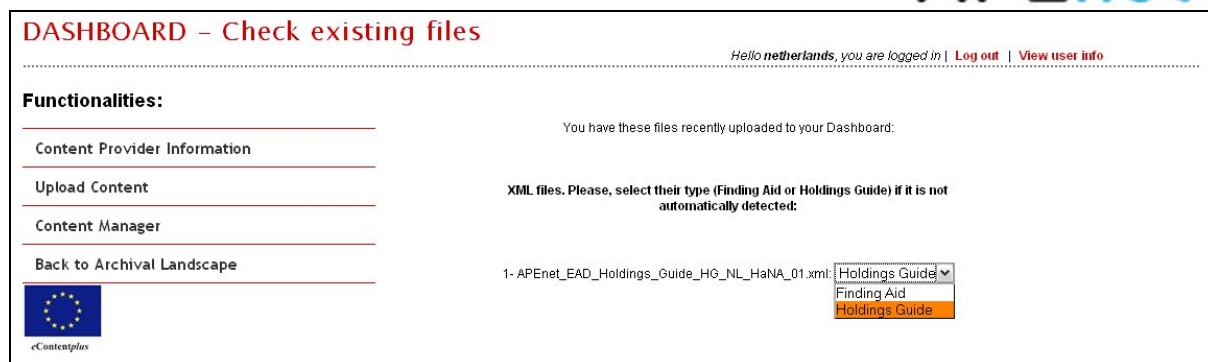 DASHBOARD – Check existing files
Hello netherlands, you are logged in | Log out | View user info
Functionalities:
Content Provider Information
Upload Content
Content Manager
Back to Archival Landscape
eContentplus
You have these files recently uploaded to your Dashboard:
XML files. Please, select their type (Finding Aid or Holdings Guide) if it is not
automatically detected:
1- APEnet_EAD_Holdings_Guide_HG_NL_HaNA_01.xml: Holdings Guide
Finding Aid
Holdings Guide